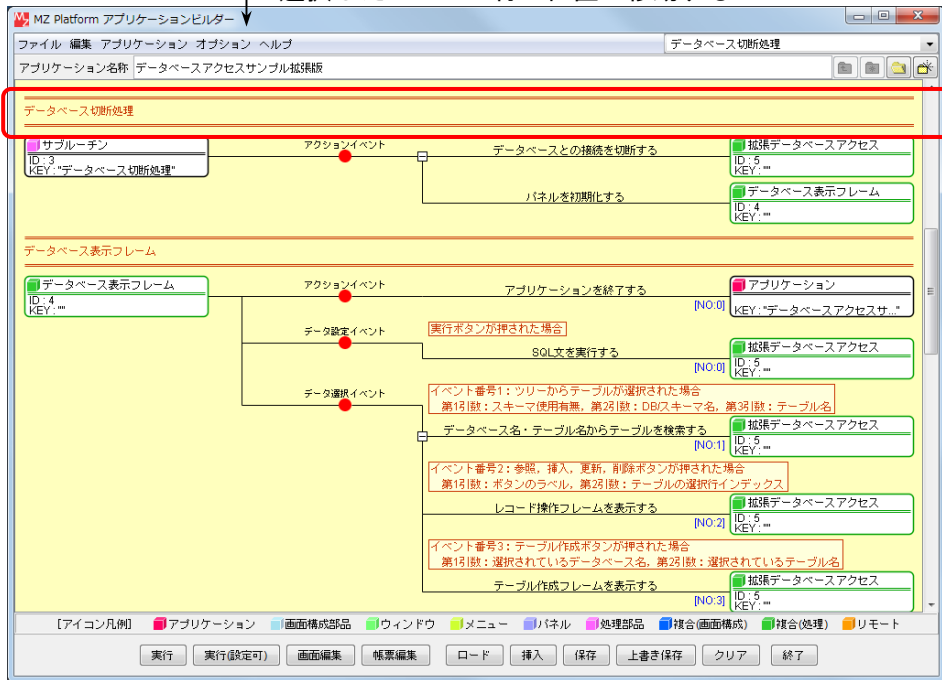 MZ Platform アプリケーションビルダー
ファイル 編集 アプリケーション オプション ヘルプ
データベース切断処理
アプリケーション名称 データベースアクセスサンプル拡張版
データベース切断処理
サブルーチン
ID : 3
KEY : "データベース切断処理"
アクションイベント
データベースとの接続を切断する
拡張データベースアクセス
ID : 5
KEY : ""
パネルを初期化する
データベース表示フレーム
ID : 4
KEY : ""
データベース表示フレーム
データベース表示フレーム
ID : 4
KEY : ""
アクションイベント
アプリケーションを終了する
[NO:0]
アプリケーション
KEY : "データベースアクセスサ..."
データ設定イベント
実行ボタンが押された場合
SQL文を実行する
[NO:0]
拡張データベースアクセス
ID : 5
KEY : ""
データ選択イベント
イベント番号1：ツリーからテーブルが選択された場合
第1引数：スキーマ使用有無，第2引数：DB/スキーマ名，第3引数：テーブル名
データベース名・テーブル名からテーブルを検索する
[NO:1]
拡張データベースアクセス
ID : 5
KEY : ""
イベント番号2：参照，挿入，更新，削除ボタンが押された場合
第1引数：ボタンのラベル，第2引数：テーブルの選択行インデックス
レコード操作フレームを表示する
[NO:2]
拡張データベースアクセス
ID : 5
KEY : ""
イベント番号3：テーブル作成ボタンが押された場合
第1引数：選択されているデータベース名，第2引数：選択されているテーブル名
テーブル作成フレームを表示する
[NO:3]
拡張データベースアクセス
ID : 5
KEY : ""
[アイコン凡例] アプリケーション 画面構成部品 ウィンドウ メニュー パネル 処理部品 複合(画面構成) 複合(処理) リモート
実行 実行(設定可) 画面編集 帳票編集 ロード 挿入 保存 上書き保存 クリア 終了